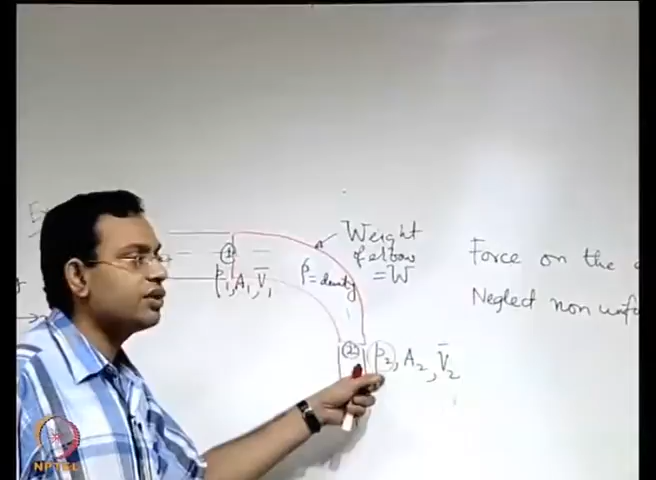 Ex
①
p₁, A₁, V̄₁
Weight
of elbow
= W
ρ = density
②
p₂, A₂, V̄₂
Force on the
Neglect non unif
NPTEL